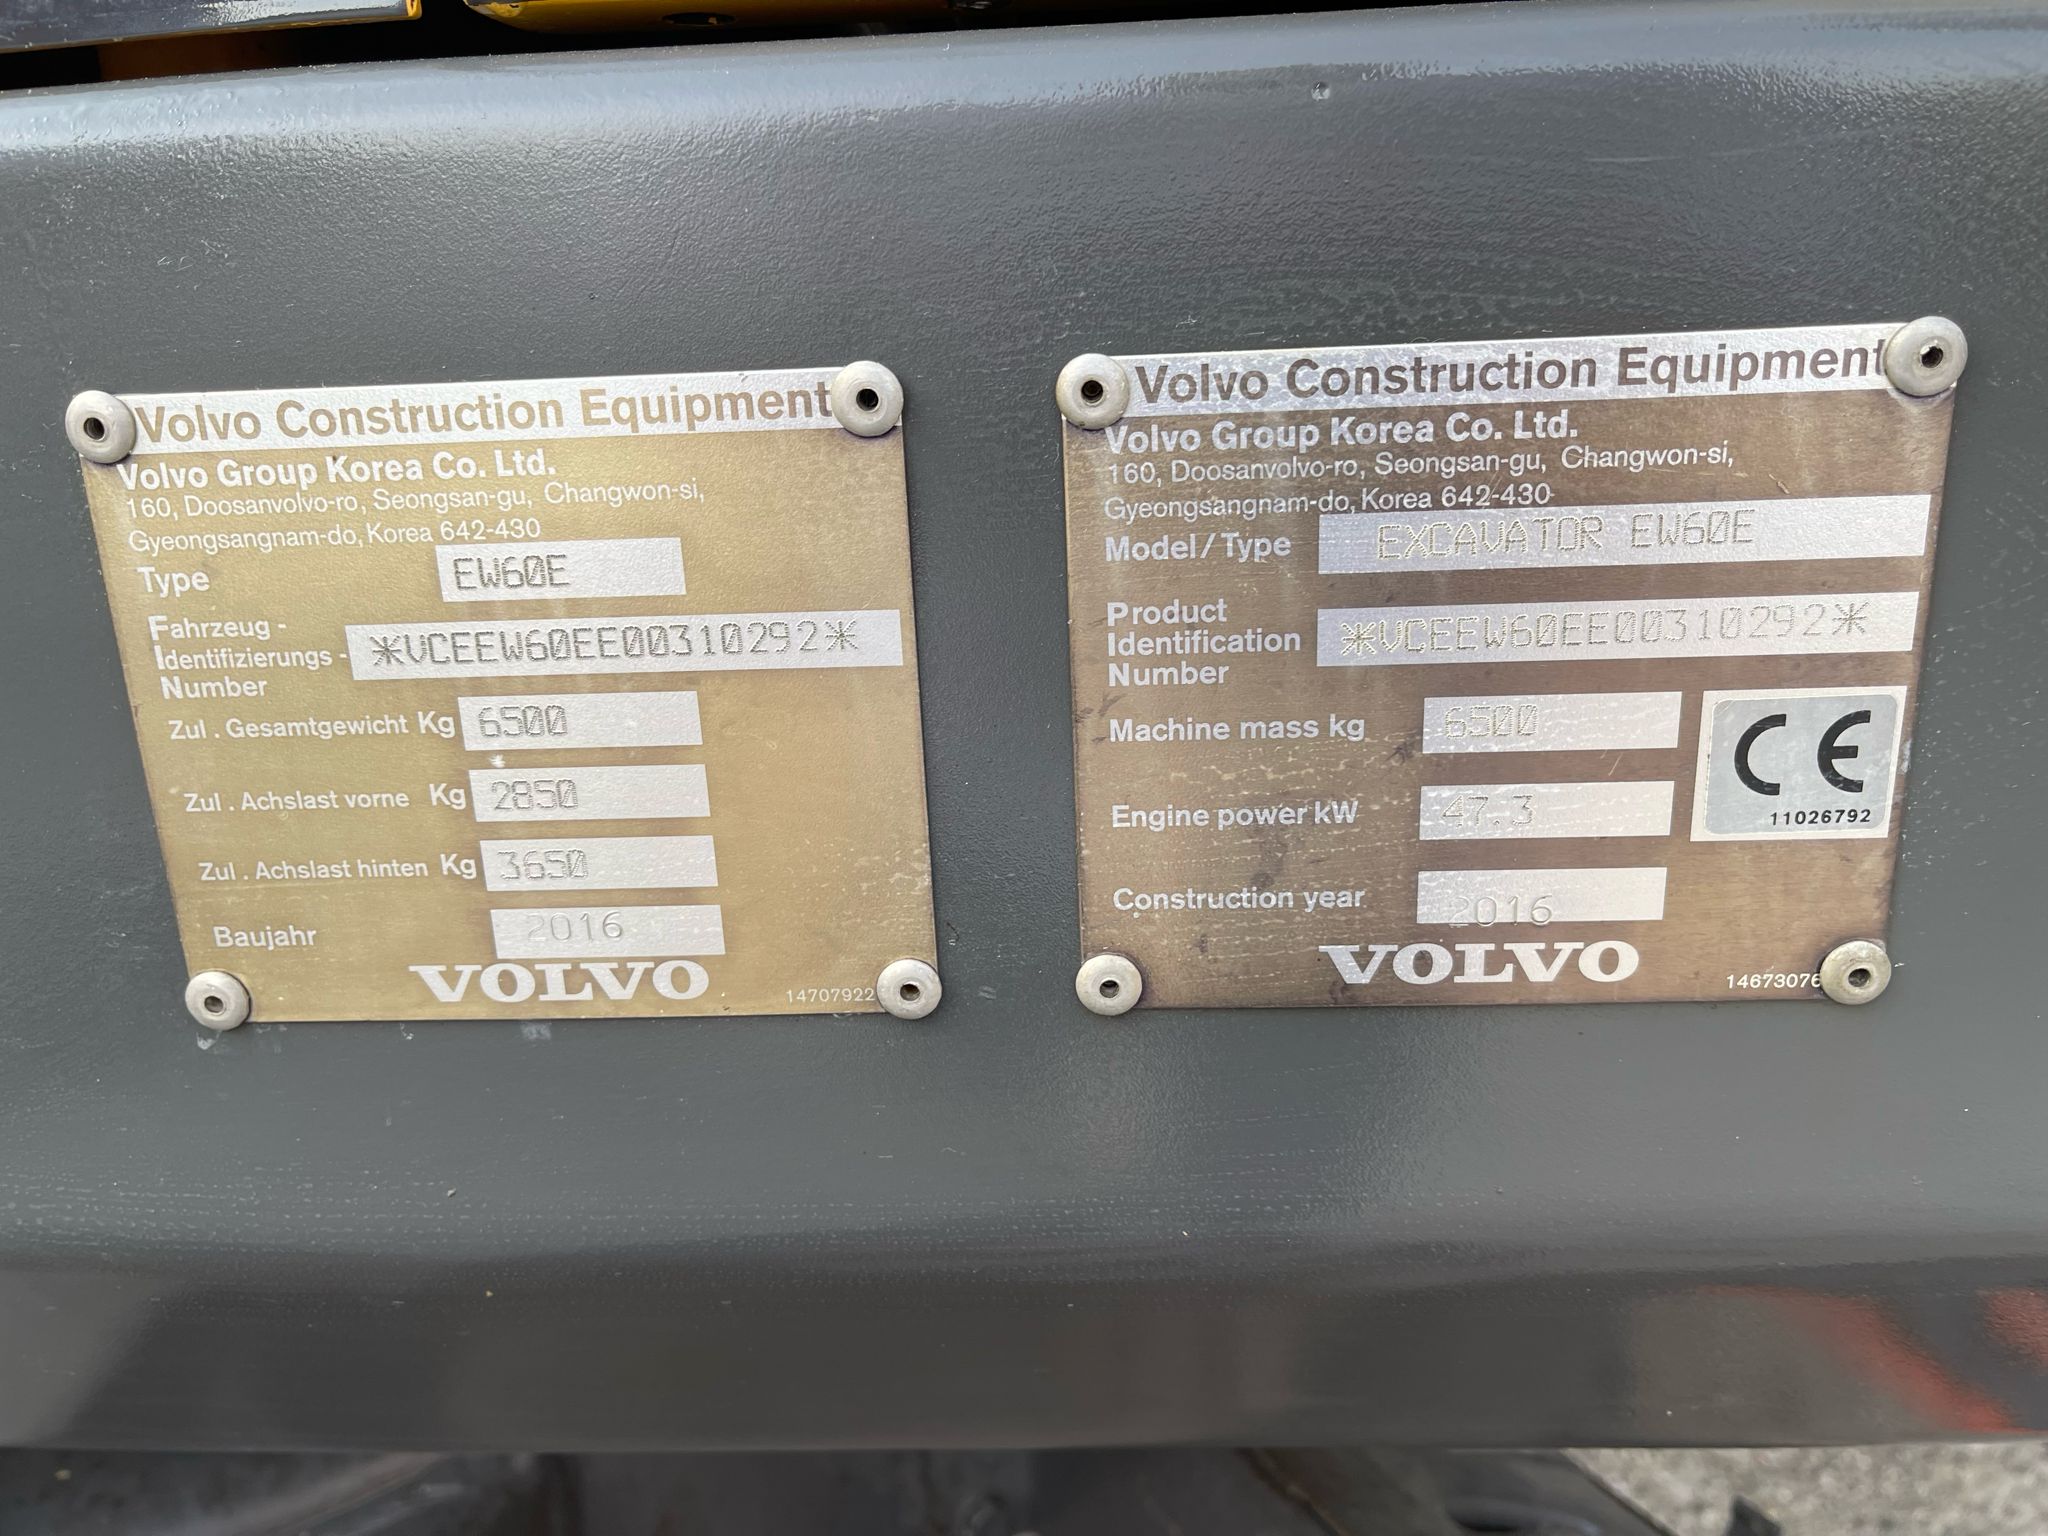 Volvo Construction Equipment
Volvo Group Korea Co. Ltd.
160, Doosanvolvo-ro, Seongsan-gu, Changwon-si,
Gyeongsangnam-do, Korea 642-430
Type EW60E
Fahrzeug -
Identifizierungs - *VCEEW60EE00310292*
Number
Zul . Gesamtgewicht Kg 6500
Zul . Achslast vorne Kg 2850
Zul . Achslast hinten Kg 3650
Baujahr 2016
VOLVO 14707922
Volvo Construction Equipment
Volvo Group Korea Co. Ltd.
160, Doosanvolvo-ro, Seongsan-gu, Changwon-si,
Gyeongsangnam-do, Korea 642-430
Model/Type EXCAVATOR EW60E
Product
Identification *VCEEW60EE00310292*
Number
Machine mass kg 6500
CE
Engine power kW 47.3
11026792
Construction year 2016
VOLVO 14673076